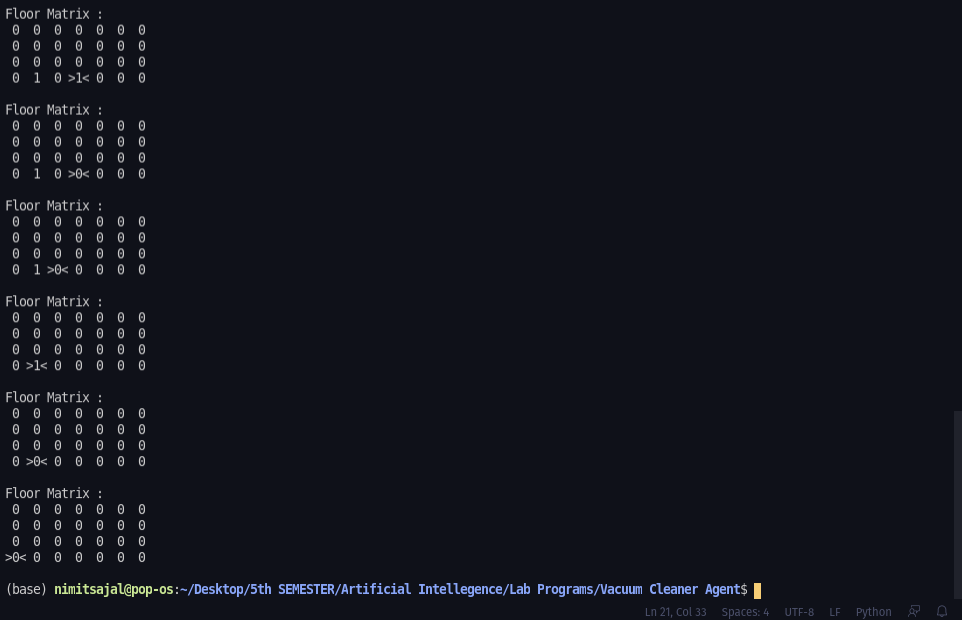 Floor Matrix :
 0  0  0  0  0  0  0
 0  0  0  0  0  0  0
 0  0  0  0  0  0  0
 0  1  0 >1< 0  0  0
Floor Matrix :
 0  0  0  0  0  0  0
 0  0  0  0  0  0  0
 0  0  0  0  0  0  0
 0  1  0 >0< 0  0  0
Floor Matrix :
 0  0  0  0  0  0  0
 0  0  0  0  0  0  0
 0  0  0  0  0  0  0
 0  1 >0< 0  0  0  0
Floor Matrix :
 0  0  0  0  0  0  0
 0  0  0  0  0  0  0
 0  0  0  0  0  0  0
 0 >1< 0  0  0  0  0
Floor Matrix :
 0  0  0  0  0  0  0
 0  0  0  0  0  0  0
 0  0  0  0  0  0  0
 0 >0< 0  0  0  0  0
Floor Matrix :
 0  0  0  0  0  0  0
 0  0  0  0  0  0  0
 0  0  0  0  0  0  0
>0< 0  0  0  0  0  0
(base) nimitsajal@pop-os:~/Desktop/5th SEMESTER/Artificial Intellegence/Lab Programs/Vacuum Cleaner Agent$
Ln 21, Col 33 Spaces: 4 UTF-8 LF Python